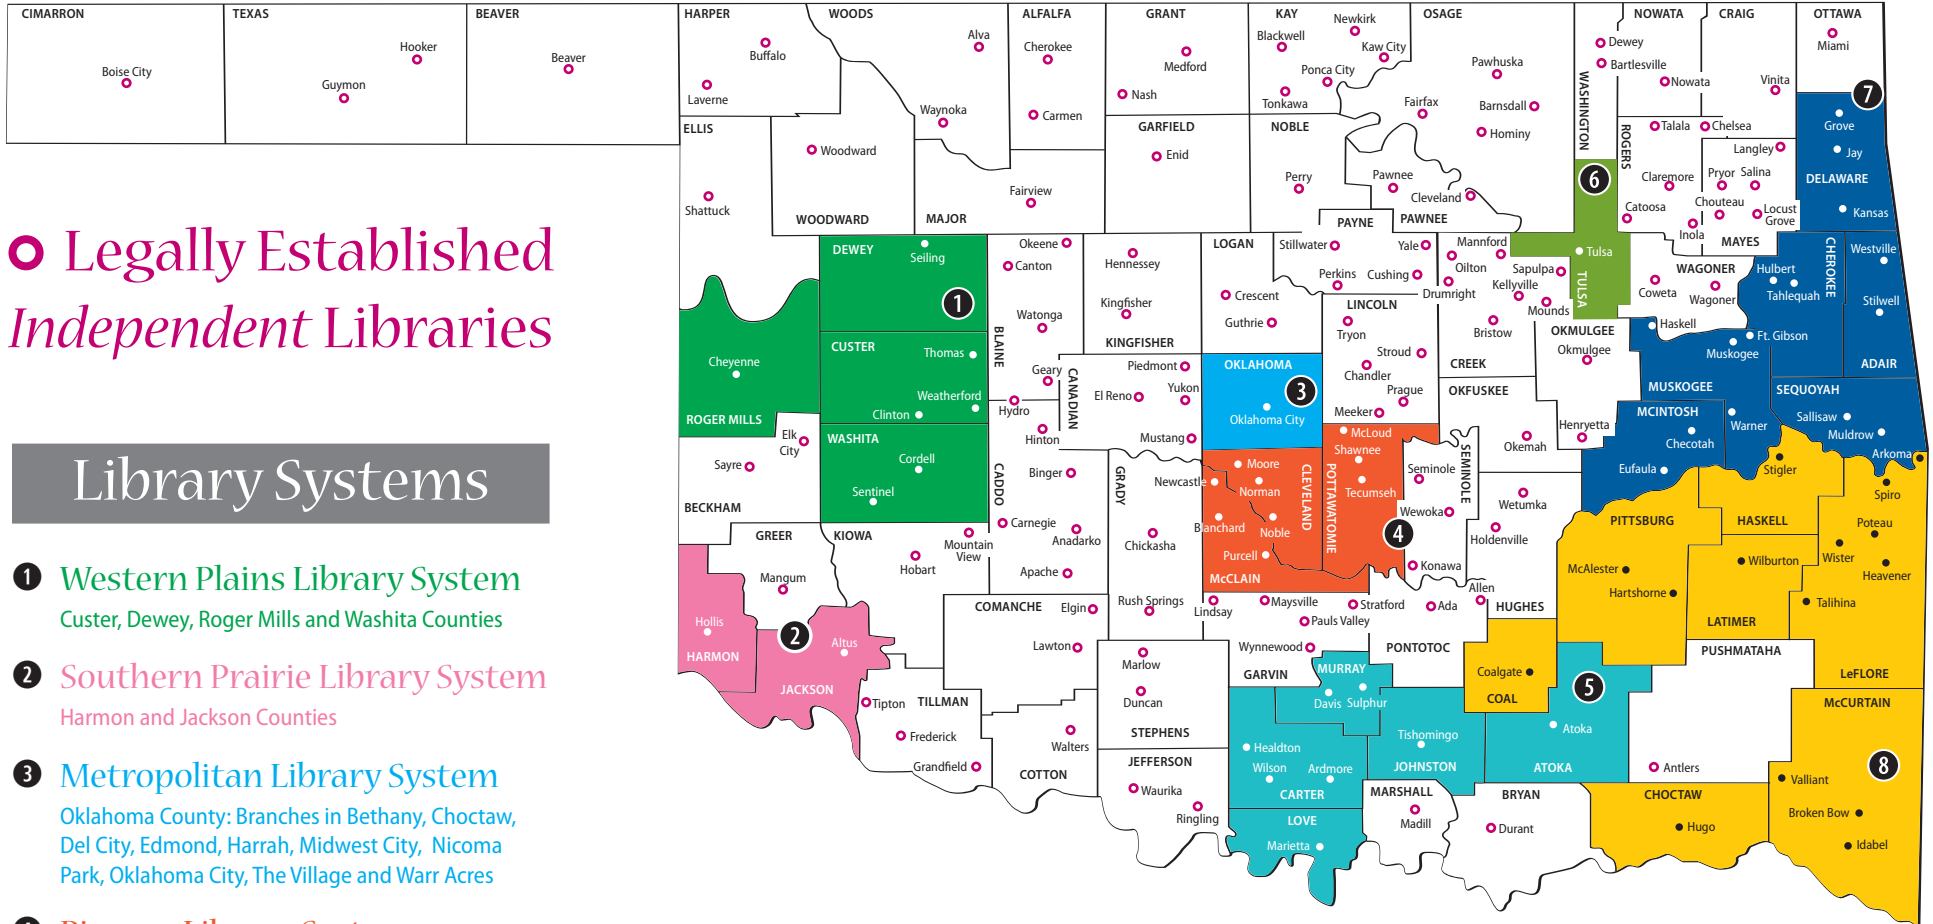 CIMARRON
TEXAS
BEAVER
HARPER
WOODS
ALFALFA
GRANT
KAY
OSAGE
NOWATA
CRAIG
OTTAWA
Boise City
Hooker
Guymon
Beaver
Buffalo
Laverne
Alva
Waynoka
Cherokee
Carmen
Medford
Nash
Blackwell
Newkirk
Kaw City
Ponca City
Tonkawa
Pawhuska
Fairfax
Barnsdall
Hominy
WASHINGTON
Dewey
Bartlesville
Nowata
Vinita
Miami
7
ELLIS
Shattuck
Woodward
WOODWARD
MAJOR
Fairview
GARFIELD
Enid
NOBLE
Perry
Pawnee
Cleveland
PAWNEE
PAYNE
6
ROGERS
Talala
Chelsea
Langley
Claremore
Pryor
Salina
Catoosa
Chouteau
Locust
Grove
Inola
MAYES
Grove
Jay
DELAWARE
Kansas
Legally Established
Independent Libraries
DEWEY
Seiling
1
Okeene
Canton
Watonga
BLAINE
Geary
Hydro
Hennessey
Kingfisher
KINGFISHER
LOGAN
Crescent
Guthrie
Stillwater
Yale
Perkins
Cushing
LINCOLN
Tryon
Stroud
Chandler
Prague
Meeker
Mannford
Oilton
Drumright
Sapulpa
Kellyville
Mounds
Bristow
CREEK
Tulsa
TULSA
WAGONER
Coweta
Wagoner
CHEROKEE
Hulbert
Tahlequah
Westville
Stilwell
ADAIR
Cheyenne
ROGER MILLS
CUSTER
Thomas
Weatherford
Clinton
CANADIAN
Piedmont
El Reno
Yukon
Mustang
OKLAHOMA
3
Oklahoma City
OKMULGEE
Okmulgee
Henryetta
OKFUSKEE
Okemah
Haskell
Ft. Gibson
Muskogee
MUSKOGEE
Warner
SEQUOYAH
Sallisaw
Muldrow
Arkoma
MCINTOSH
Checotah
Eufaula
Elk
City
Sayre
BECKHAM
WASHITA
Cordell
Sentinel
Hinton
Binger
CADDO
Carnegie
Anadarko
Apache
GRADY
Chickasha
Rush Springs
Newcastle
Moore
Norman
Blanchard
Noble
Purcell
CLEVELAND
McCLAIN
McLoud
Shawnee
Tecumseh
POTTAWATOMIE
4
SEMINOLE
Seminole
Wewoka
Konawa
Wetumka
Holdenville
HUGHES
Allen
Stigler
HASKELL
PITTSBURG
McAlester
Hartshorne
Wilburton
LATIMER
Spiro
Poteau
Wister
Heavener
Talihina
LeFLORE
GREER
Mangum
KIOWA
Hobart
Mountain
View
Hollis
HARMON
2
Altus
JACKSON
Tipton
TILLMAN
Frederick
Grandfield
COMANCHE
Elgin
Lawton
COTTON
Walters
Marlow
Duncan
STEPHENS
JEFFERSON
Waurika
Ringling
Lindsay
Maysville
Stratford
Pauls Valley
Wynnewood
GARVIN
Ada
PONTOTOC
MURRAY
Davis
Sulphur
Coalgate
COAL
5
Atoka
ATOKA
Tishomingo
JOHNSTON
Healdton
Wilson
Ardmore
CARTER
LOVE
Marietta
MARSHALL
Madill
BRYAN
Durant
PUSHMATAHA
Antlers
CHOCTAW
Hugo
McCURTAIN
8
Valliant
Broken Bow
Idabel
Library Systems
1 Western Plains Library System
Custer, Dewey, Roger Mills and Washita Counties
2 Southern Prairie Library System
Harmon and Jackson Counties
3 Metropolitan Library System
Oklahoma County: Branches in Bethany, Choctaw,
Del City, Edmond, Harrah, Midwest City, Nicoma
Park, Oklahoma City, The Village and Warr Acres